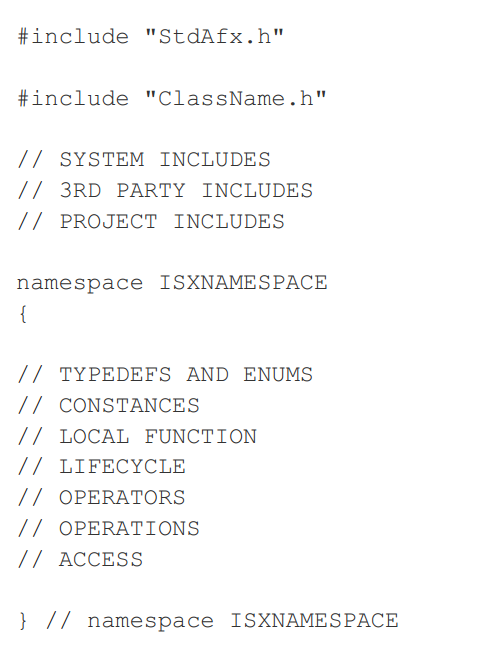 #include "StdAfx.h"
#include "ClassName.h"
// SYSTEM INCLUDES
// 3RD PARTY INCLUDES
// PROJECT INCLUDES
namespace ISXNAMESPACE
{
// TYPEDEFS AND ENUMS
// CONSTANCES
// LOCAL FUNCTION
// LIFECYCLE
// OPERATORS
// OPERATIONS
// ACCESS
} // namespace ISXNAMESPACE